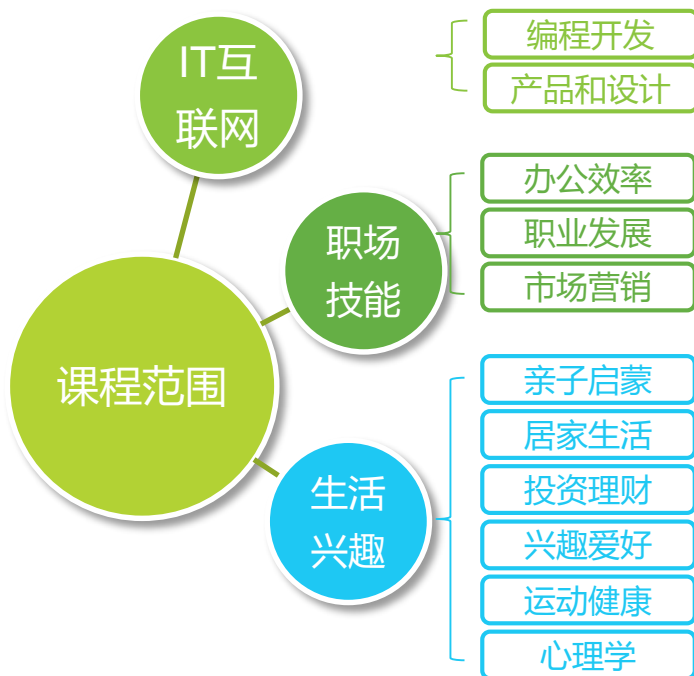 IT互
联网
编程开发
产品和设计
职场
技能
办公效率
职业发展
市场营销
课程范围
生活
兴趣
亲子启蒙
居家生活
投资理财
兴趣爱好
运动健康
心理学